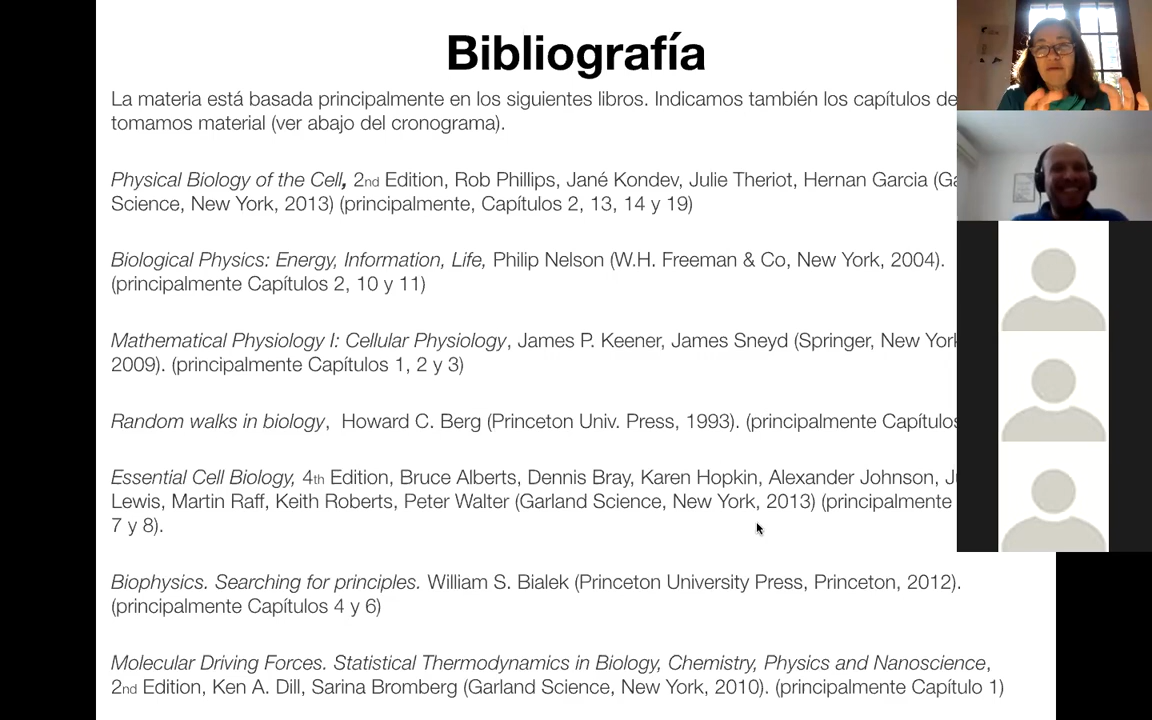 Bibliografía
La materia está basada principalmente en los siguientes libros. Indicamos también los capítulos de
tomamos material (ver abajo del cronograma).
Physical Biology of the Cell, 2nd Edition, Rob Phillips, Jané Kondev, Julie Theriot, Hernan Garcia
Science, New York, 2013) (principalmente, Capítulos 2, 13, 14 y 19)
Biological Physics: Energy, Information, Life, Philip Nelson (W.H. Freeman & Co, New York, 2004).
(principalmente Capítulos 2, 10 y 11)
Mathematical Physiology I: Cellular Physiology, James P. Keener, James Sneyd (Springer, New York
2009). (principalmente Capítulos 1, 2 y 3)
Random walks in biology, Howard C. Berg (Princeton Univ. Press, 1993). (principalmente Capítulos
Essential Cell Biology, 4th Edition, Bruce Alberts, Dennis Bray, Karen Hopkin, Alexander Johnson,
Lewis, Martin Raff, Keith Roberts, Peter Walter (Garland Science, New York, 2013) (principalmente
7 y 8).
Biophysics. Searching for principles. William S. Bialek (Princeton University Press, Princeton, 2012).
(principalmente Capítulos 4 y 6)
Molecular Driving Forces. Statistical Thermodynamics in Biology, Chemistry, Physics and Nanoscience,
2nd Edition, Ken A. Dill, Sarina Bromberg (Garland Science, New York, 2010). (principalmente Capítulo 1)